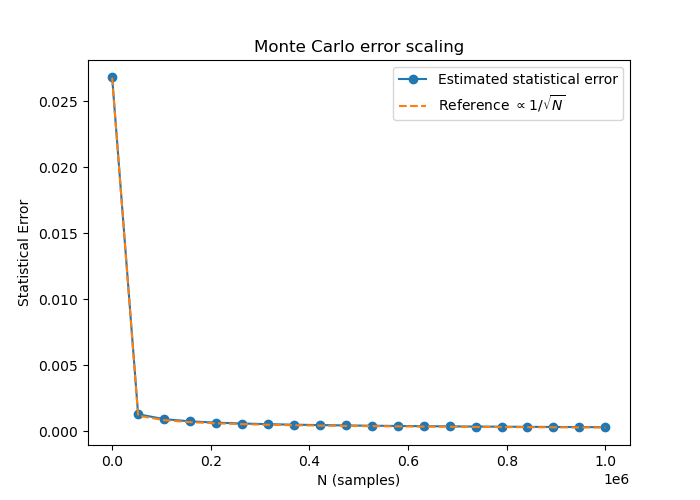 Monte Carlo error scaling
Estimated statistical error
Reference ∝ 1/√N
0.025
0.020
0.015
0.010
0.005
0.000
Statistical Error
0.0 0.2 0.4 0.6 0.8 1.0
1e6
N (samples)